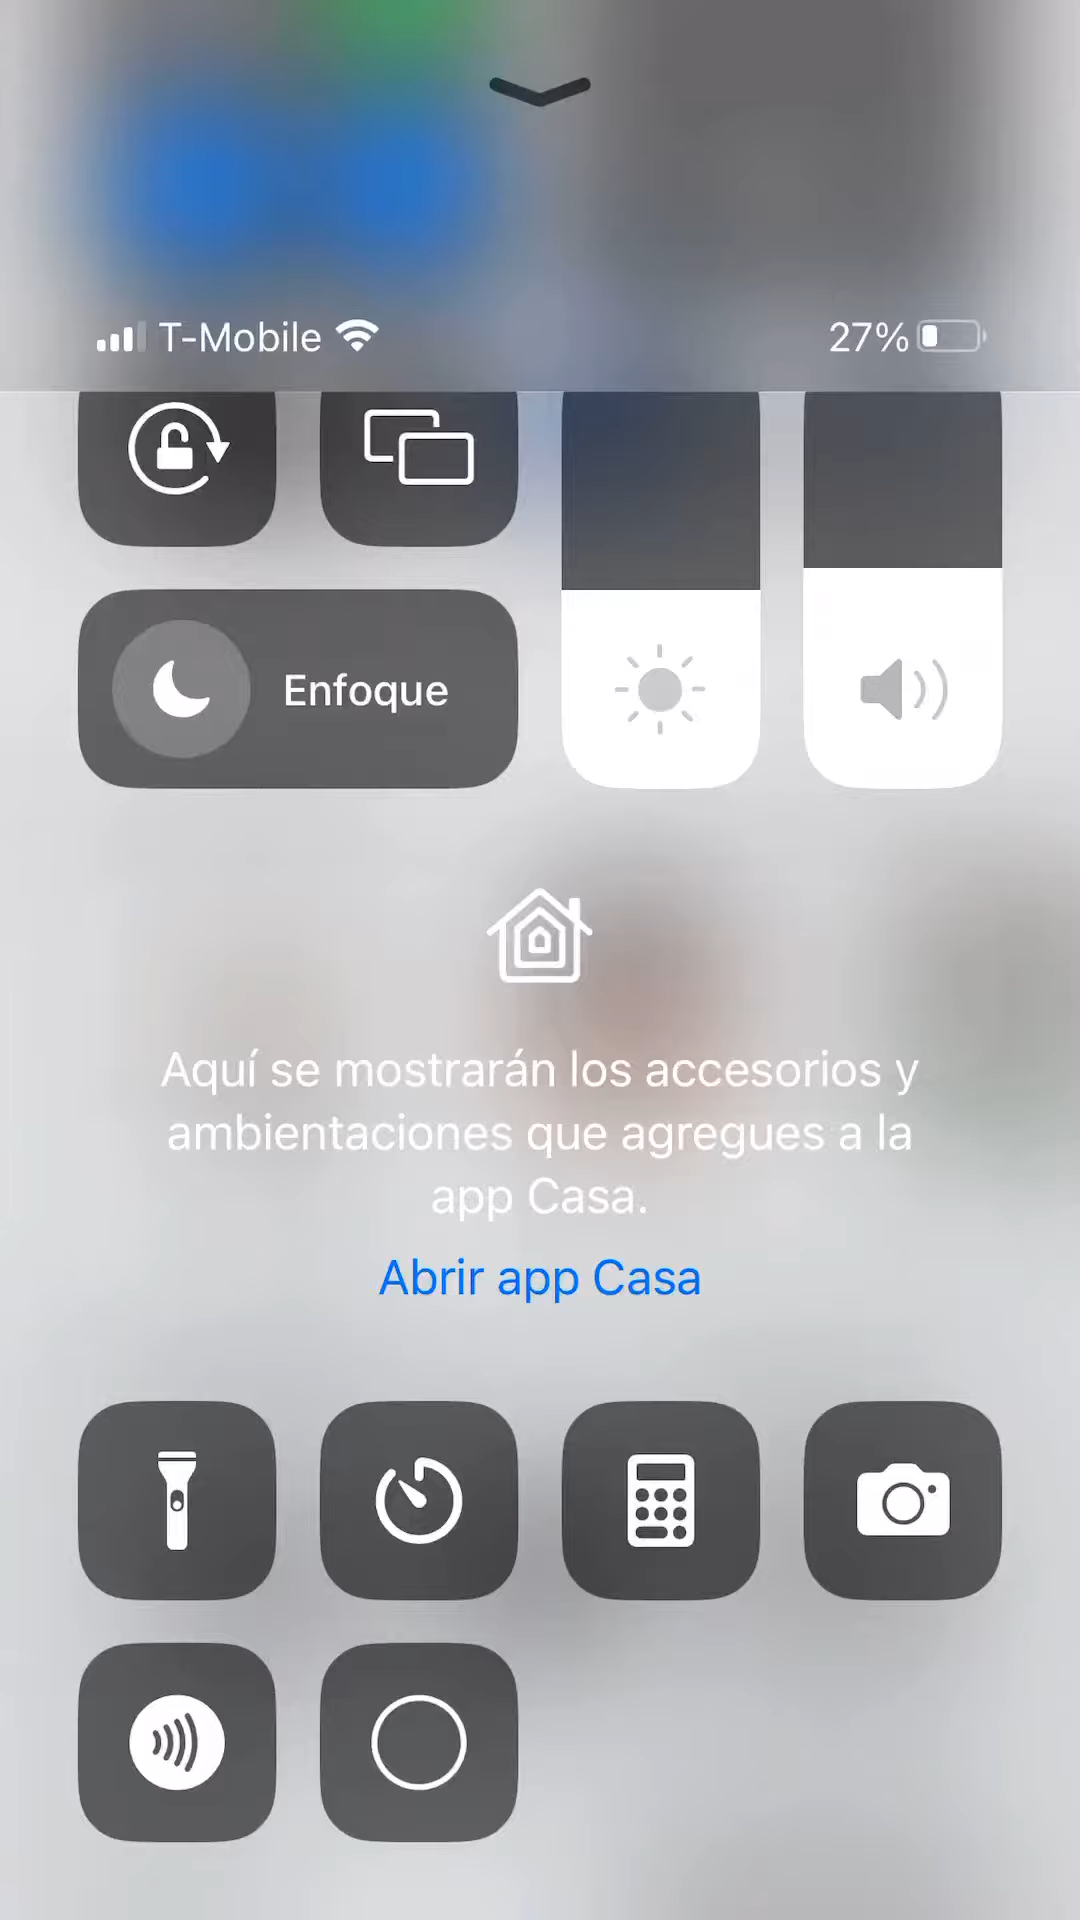 T-Mobile 27%
Enfoque
Aquí se mostrarán los accesorios y
ambientaciones que agregues a la
app Casa.
Abrir app Casa